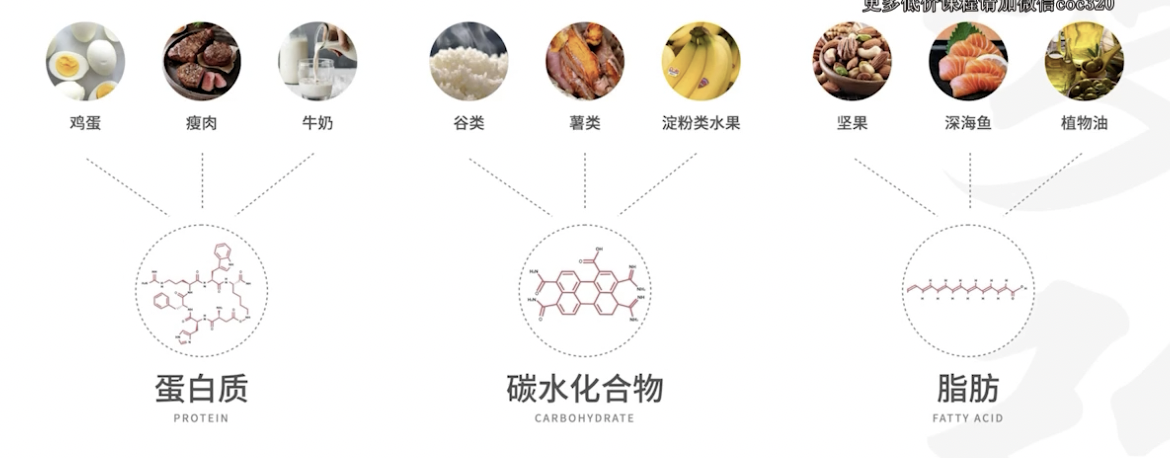 更多低价课程请加微信coc320
鸡蛋 瘦肉 牛奶 谷类 薯类 淀粉类水果 坚果 深海鱼 植物油
蛋白质 碳水化合物 脂肪
PROTEIN CARBOHYDRATE FATTY ACID